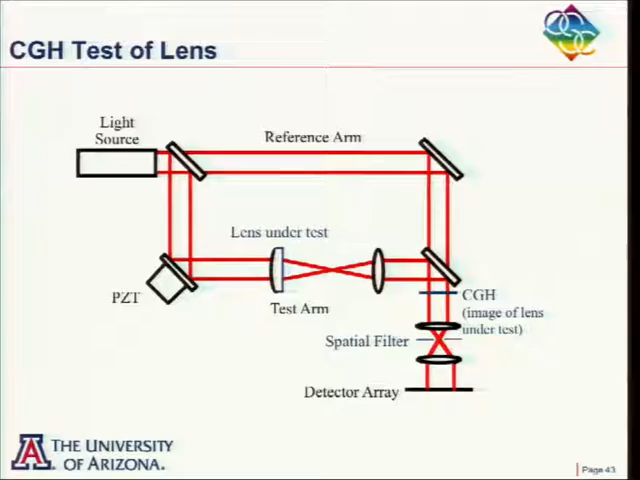 CGH Test of Lens
Light
Source
Reference Arm
Lens under test
PZT
Test Arm
CGH
(image of lens
under test)
Spatial Filter
Detector Array
THE UNIVERSITY
OF ARIZONA.
Page 43